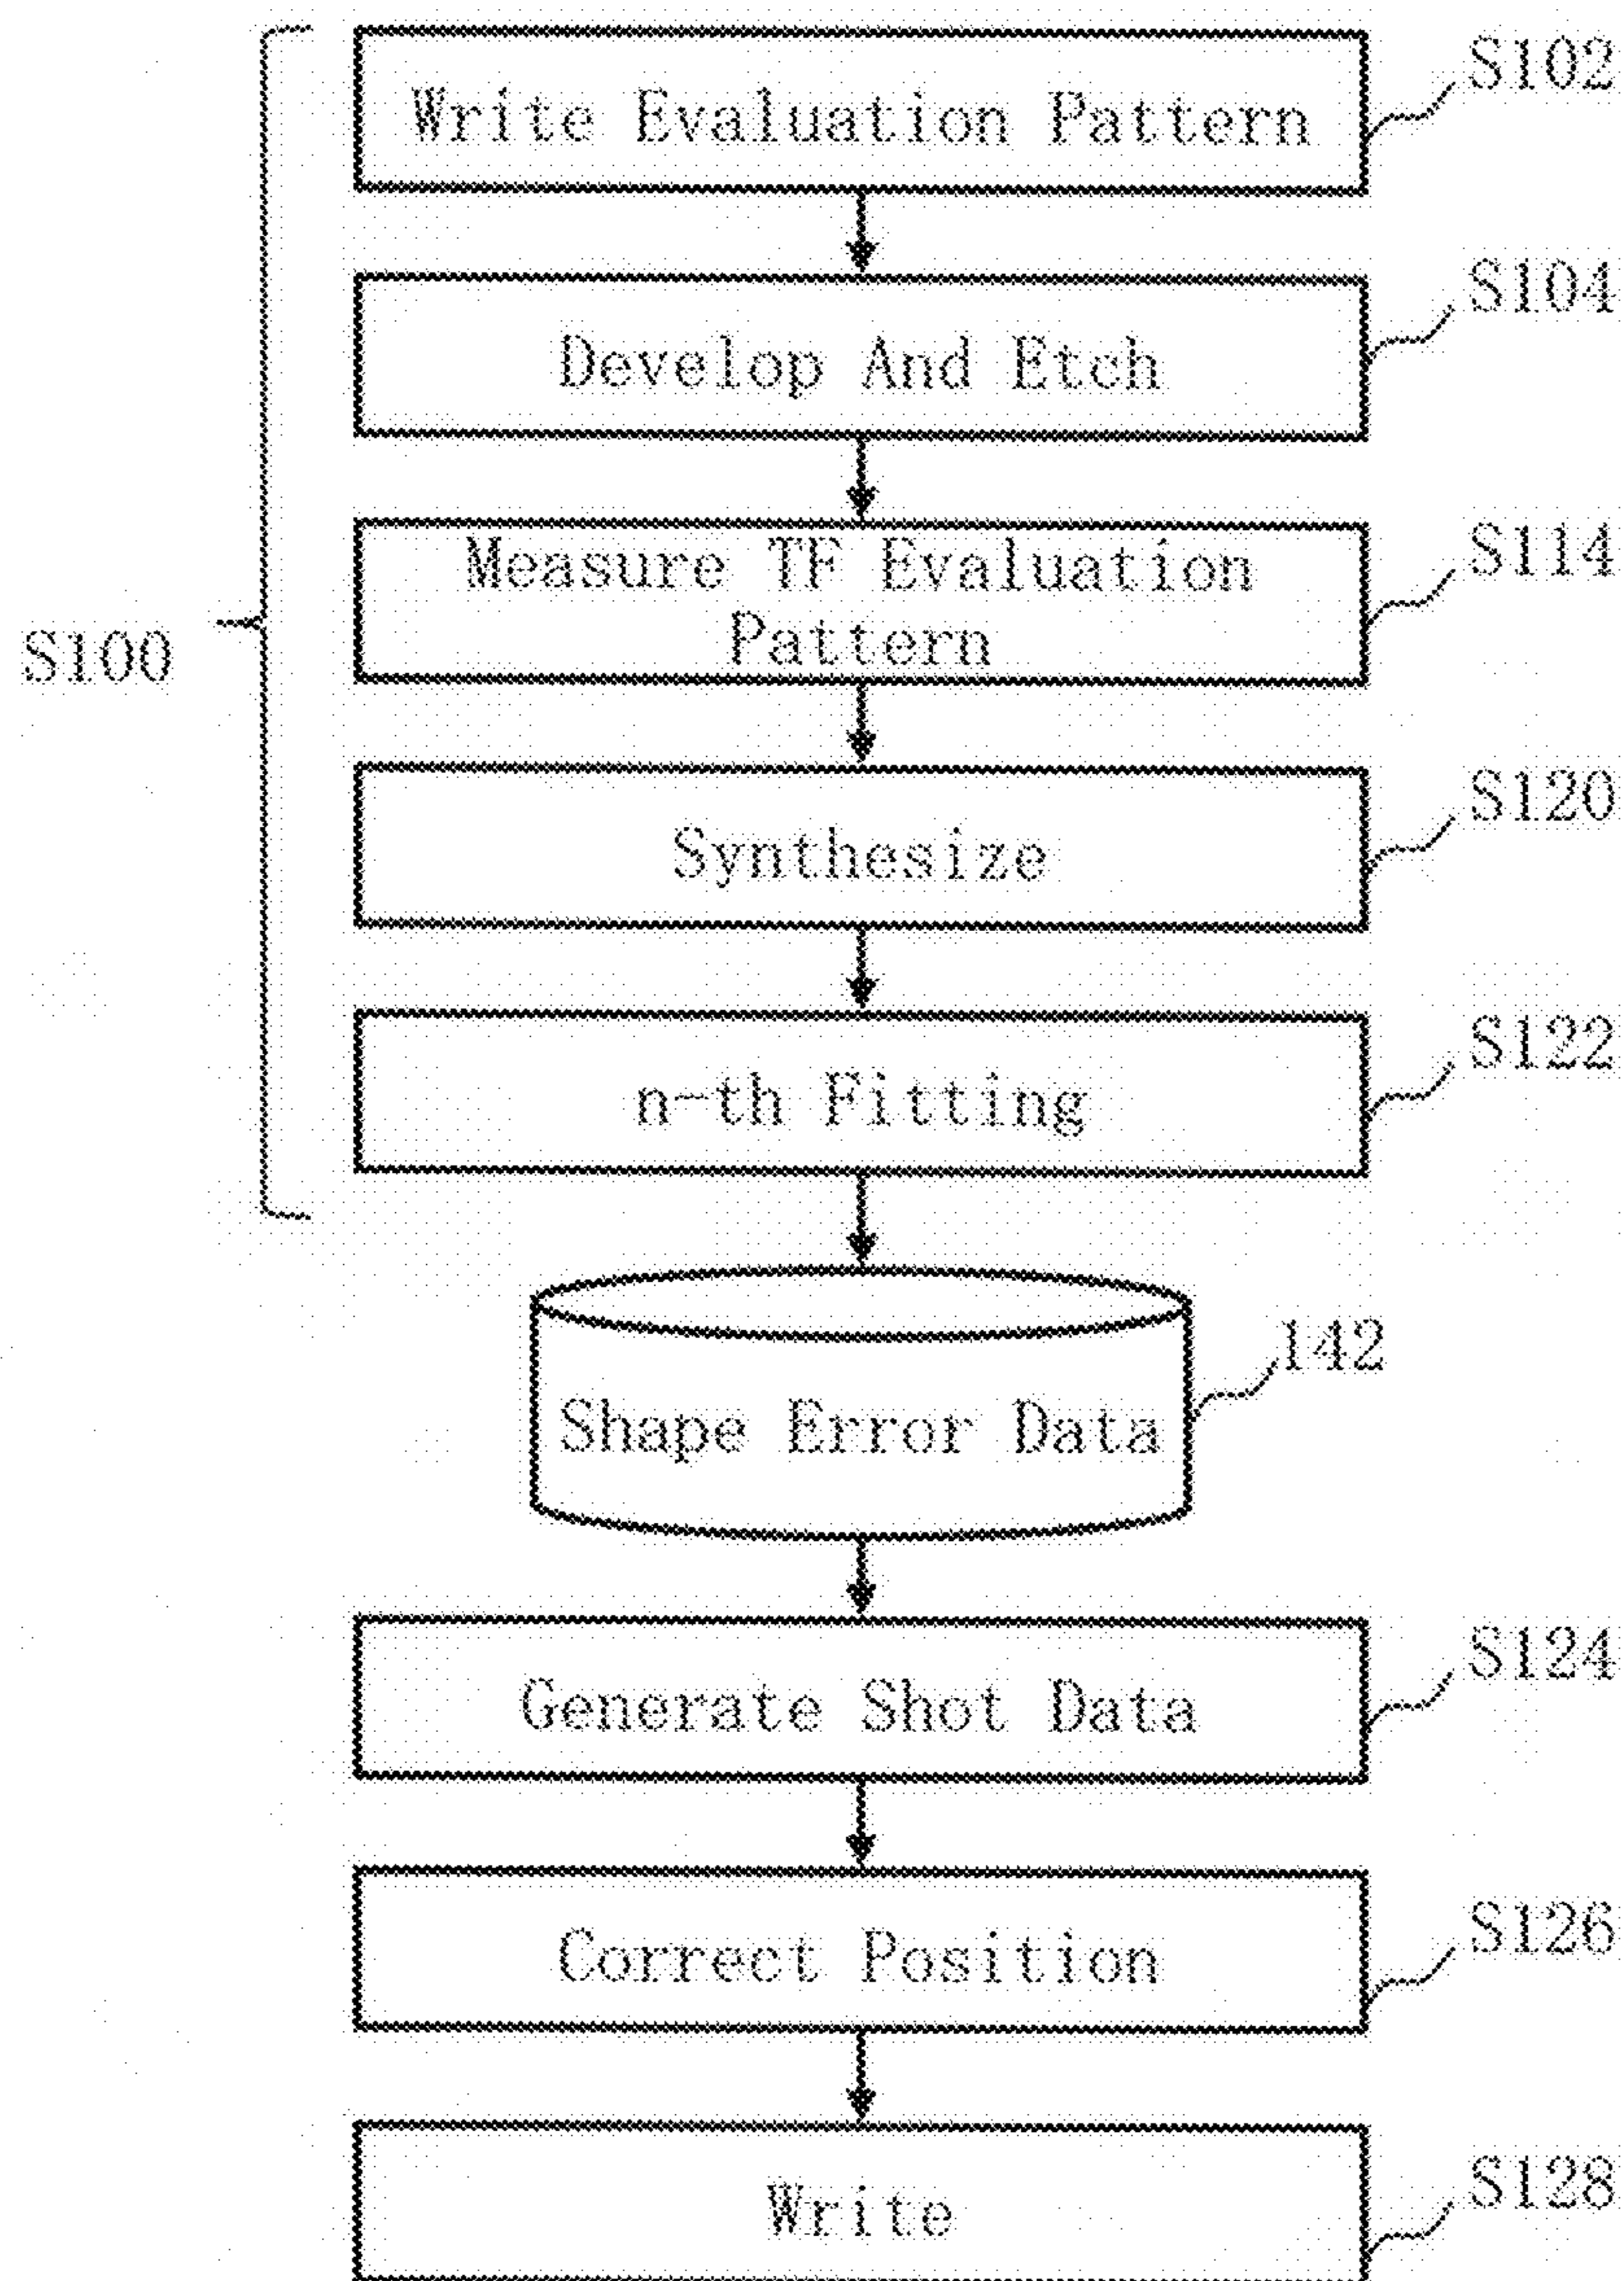 Write Evaluation Pattern
S102
Develop And Etch
S104
Measure TF Evaluation
Pattern
S114
S100
Synthesize
S120
n-th Fitting
S122
Shape Error Data
142
Generate Shot Data
S124
Correct Position
S126
Write
S128